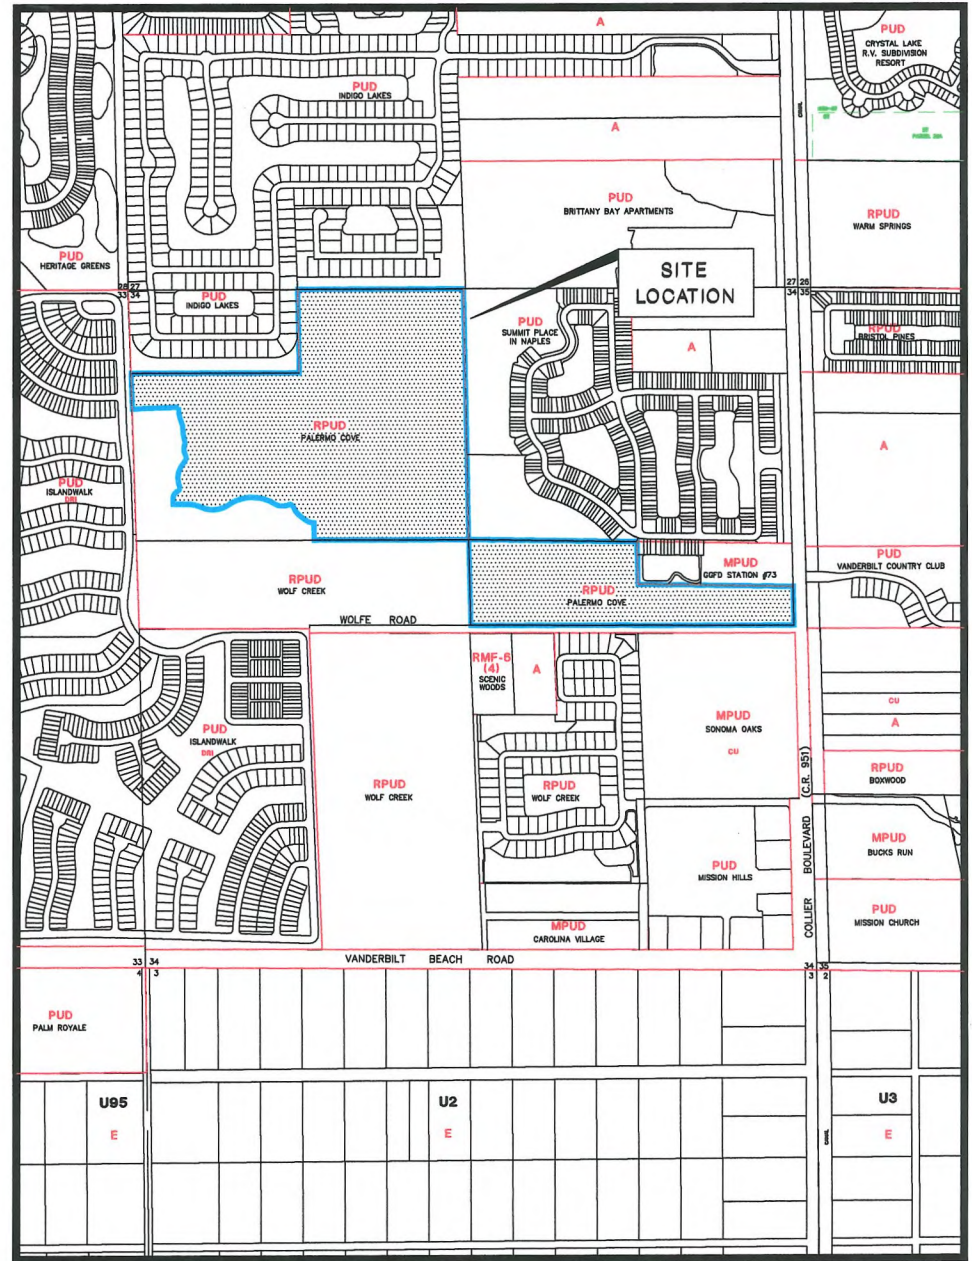 A
PUD
CRYSTAL LAKE
R.V. SUBDIVISION
RESORT
PUD
INDIGO LAKES
A
PUD
BRITTANY BAY APARTMENTS
RPUD
WARM SPRINGS
PUD
HERITAGE GREENS
SITE
LOCATION
28 27
33 34
27 26
34 35
PUD
INDIGO LAKES
PUD
SUMMIT PLACE
IN NAPLES
A
RPUD
BRISTOL PINES
RPUD
PALERMO COVE
A
PUD
ISLANDWALK
DRI
RPUD
WOLF CREEK
MPUD
GGFD STATION #73
PUD
VANDERBILT COUNTRY CLUB
RPUD
PALERMO COVE
WOLFE ROAD
RMF-6
(4)
SCENIC
WOODS
A
PUD
ISLANDWALK
DRI
MPUD
SONOMA OAKS
CU
CU
A
RPUD
WOLF CREEK
RPUD
WOLF CREEK
RPUD
BOXWOOD
COLLIER BOULEVARD (C.R. 951)
MPUD
BUCKS RUN
PUD
MISSION HILLS
PUD
MISSION CHURCH
MPUD
CAROLINA VILLAGE
VANDERBILT BEACH ROAD
33 34
4 3
34 35
3 2
PUD
PALM ROYALE
U95
E
U2
E
U3
E